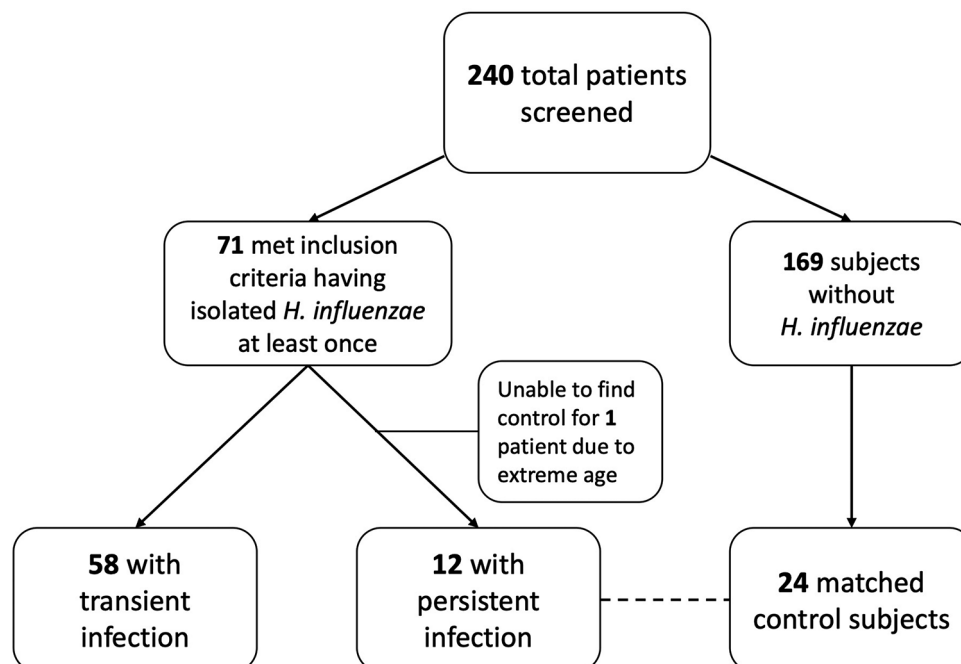 240 total patients
screened
71 met inclusion
criteria having
isolated H. influenzae
at least once
169 subjects
without
H. influenzae
Unable to find
control for 1
patient due to
extreme age
58 with
transient
infection
12 with
persistent
infection
24 matched
control subjects